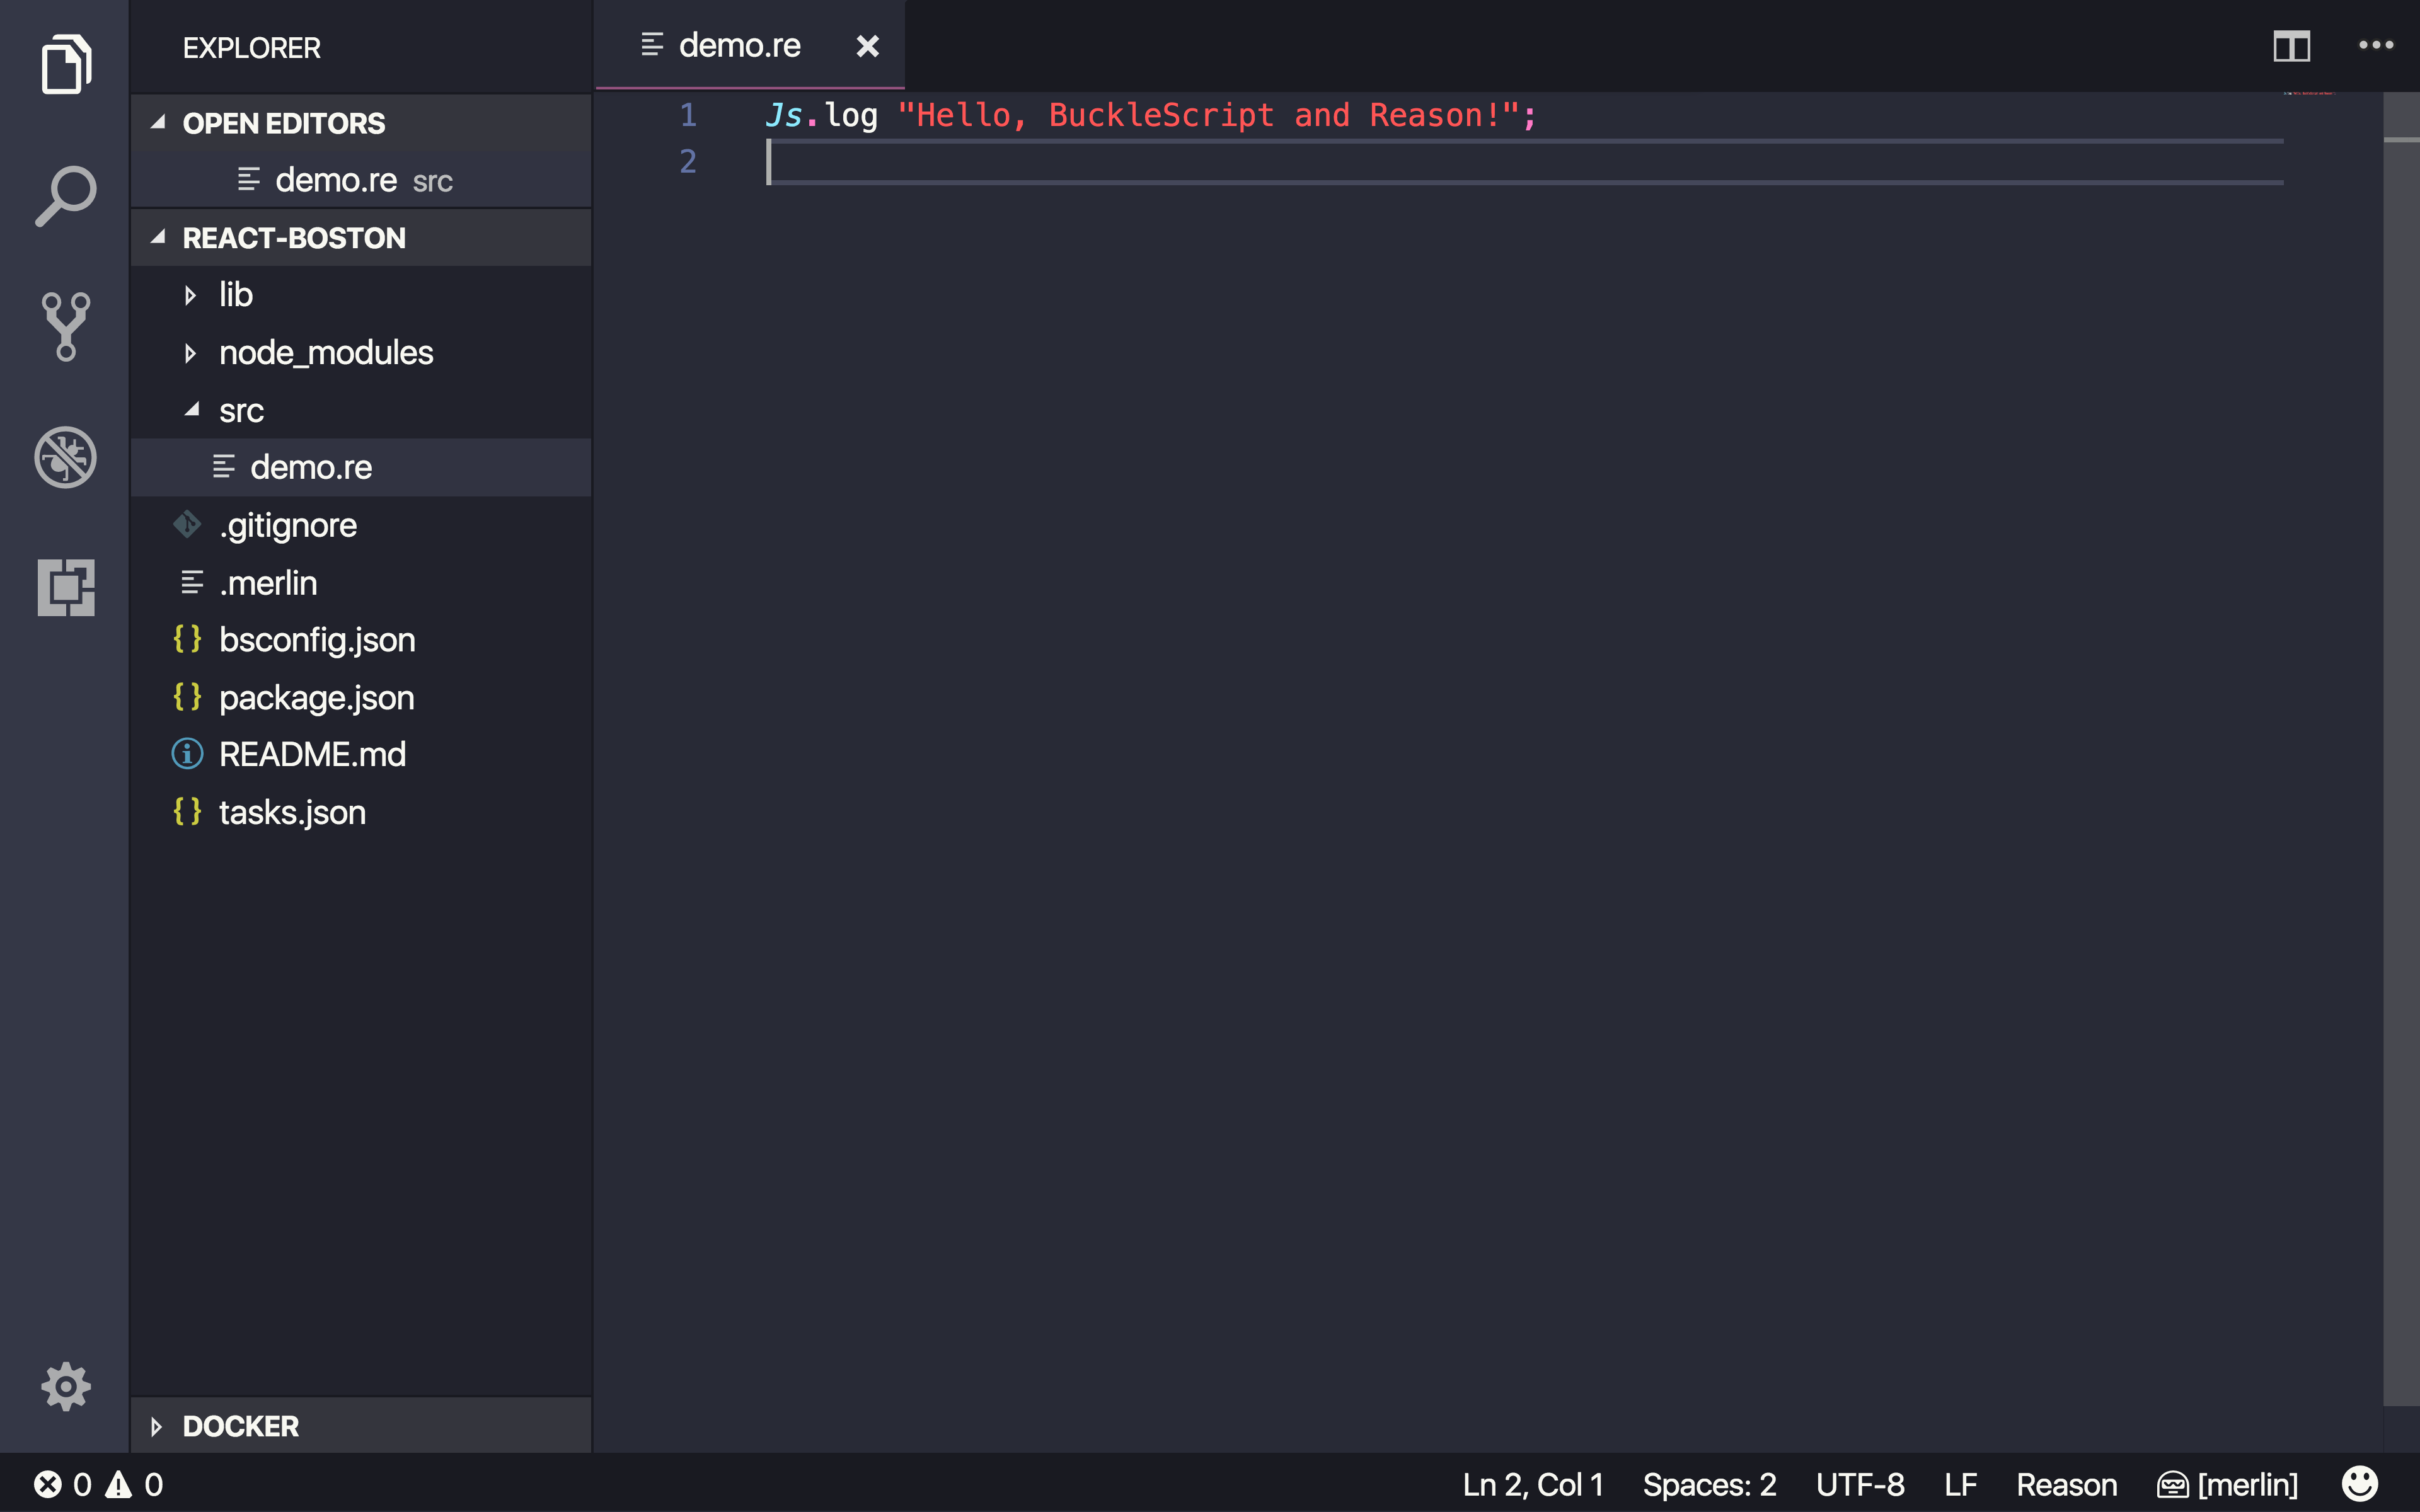 EXPLORER
OPEN EDITORS
demo.re src
REACT-BOSTON
lib
node_modules
src
demo.re
.gitignore
.merlin
bsconfig.json
package.json
README.md
tasks.json
DOCKER
demo.re
1 Js.log "Hello, BuckleScript and Reason!";
2
0 0 Ln 2, Col 1 Spaces: 2 UTF-8 LF Reason [merlin]